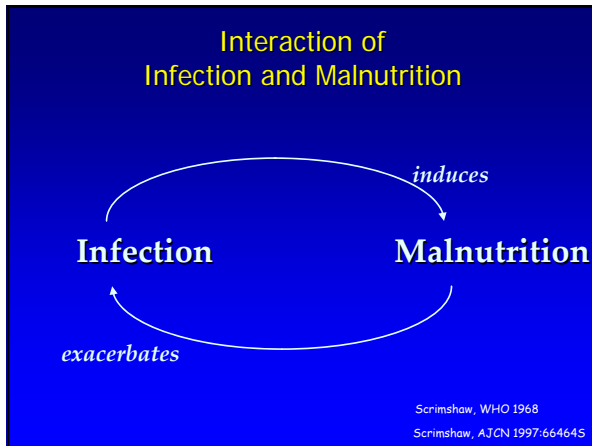 Interaction of
Infection and Malnutrition
induces
Infection
Malnutrition
exacerbates
Scrimshaw, WHO 1968
Scrimshaw, AJCN 1997:66464S